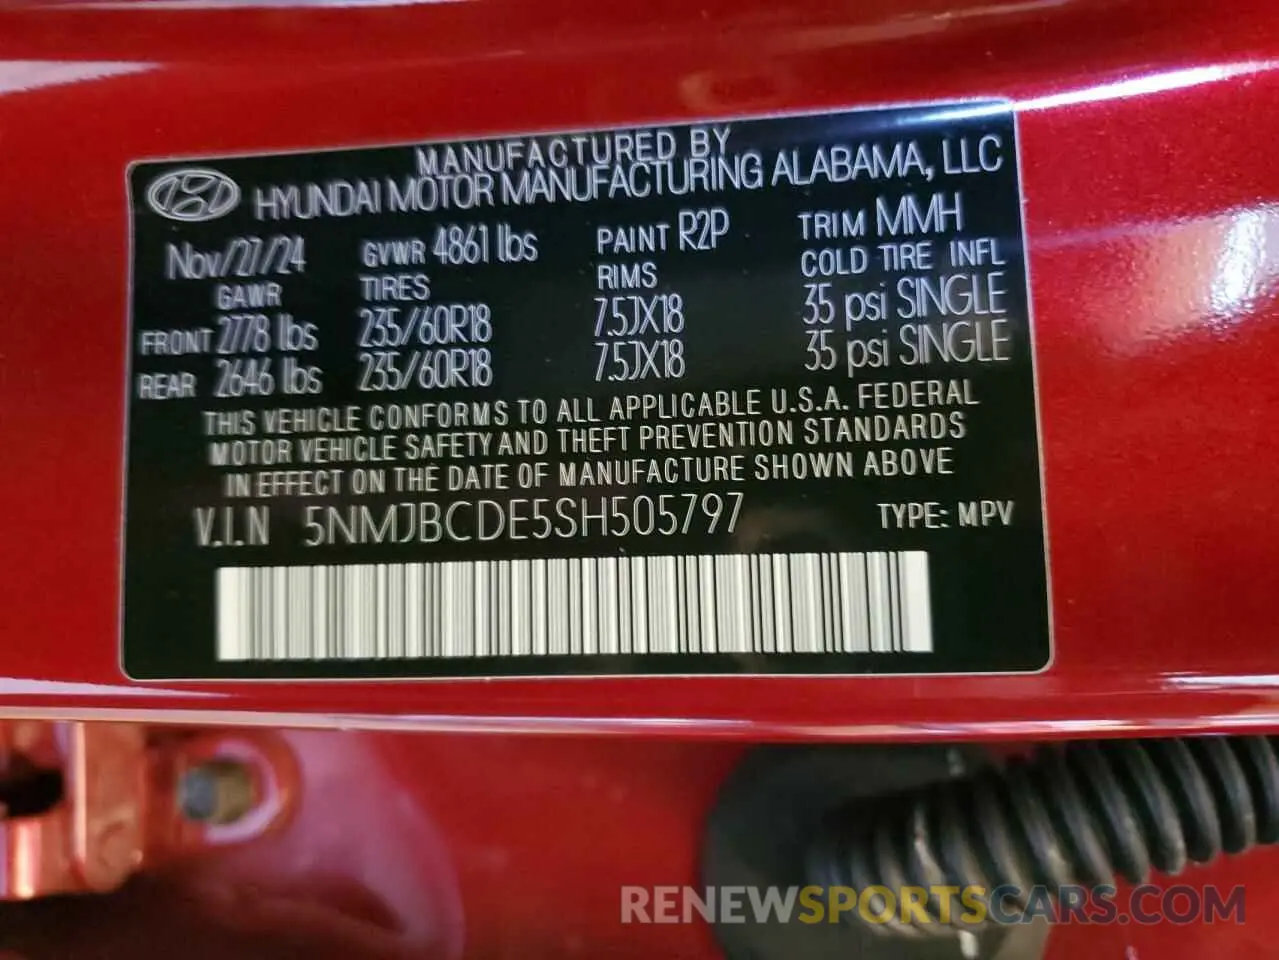 MANUFACTURED BY
HYUNDAI MOTOR MANUFACTURING ALABAMA, LLC
Nov/27/24 GVWR 4861 lbs PAINT R2P TRIM MMH
GAWR TIRES RIMS COLD TIRE INFL
FRONT 2778 lbs 235/60R18 7.5JX18 35 psi SINGLE
REAR 2646 lbs 235/60R18 7.5JX18 35 psi SINGLE
THIS VEHICLE CONFORMS TO ALL APPLICABLE U.S.A. FEDERAL
MOTOR VEHICLE SAFETY AND THEFT PREVENTION STANDARDS
IN EFFECT ON THE DATE OF MANUFACTURE SHOWN ABOVE
V.I.N 5NMJBCDE5SH505797 TYPE: MPV
RENEWSPORTSCARS.COM